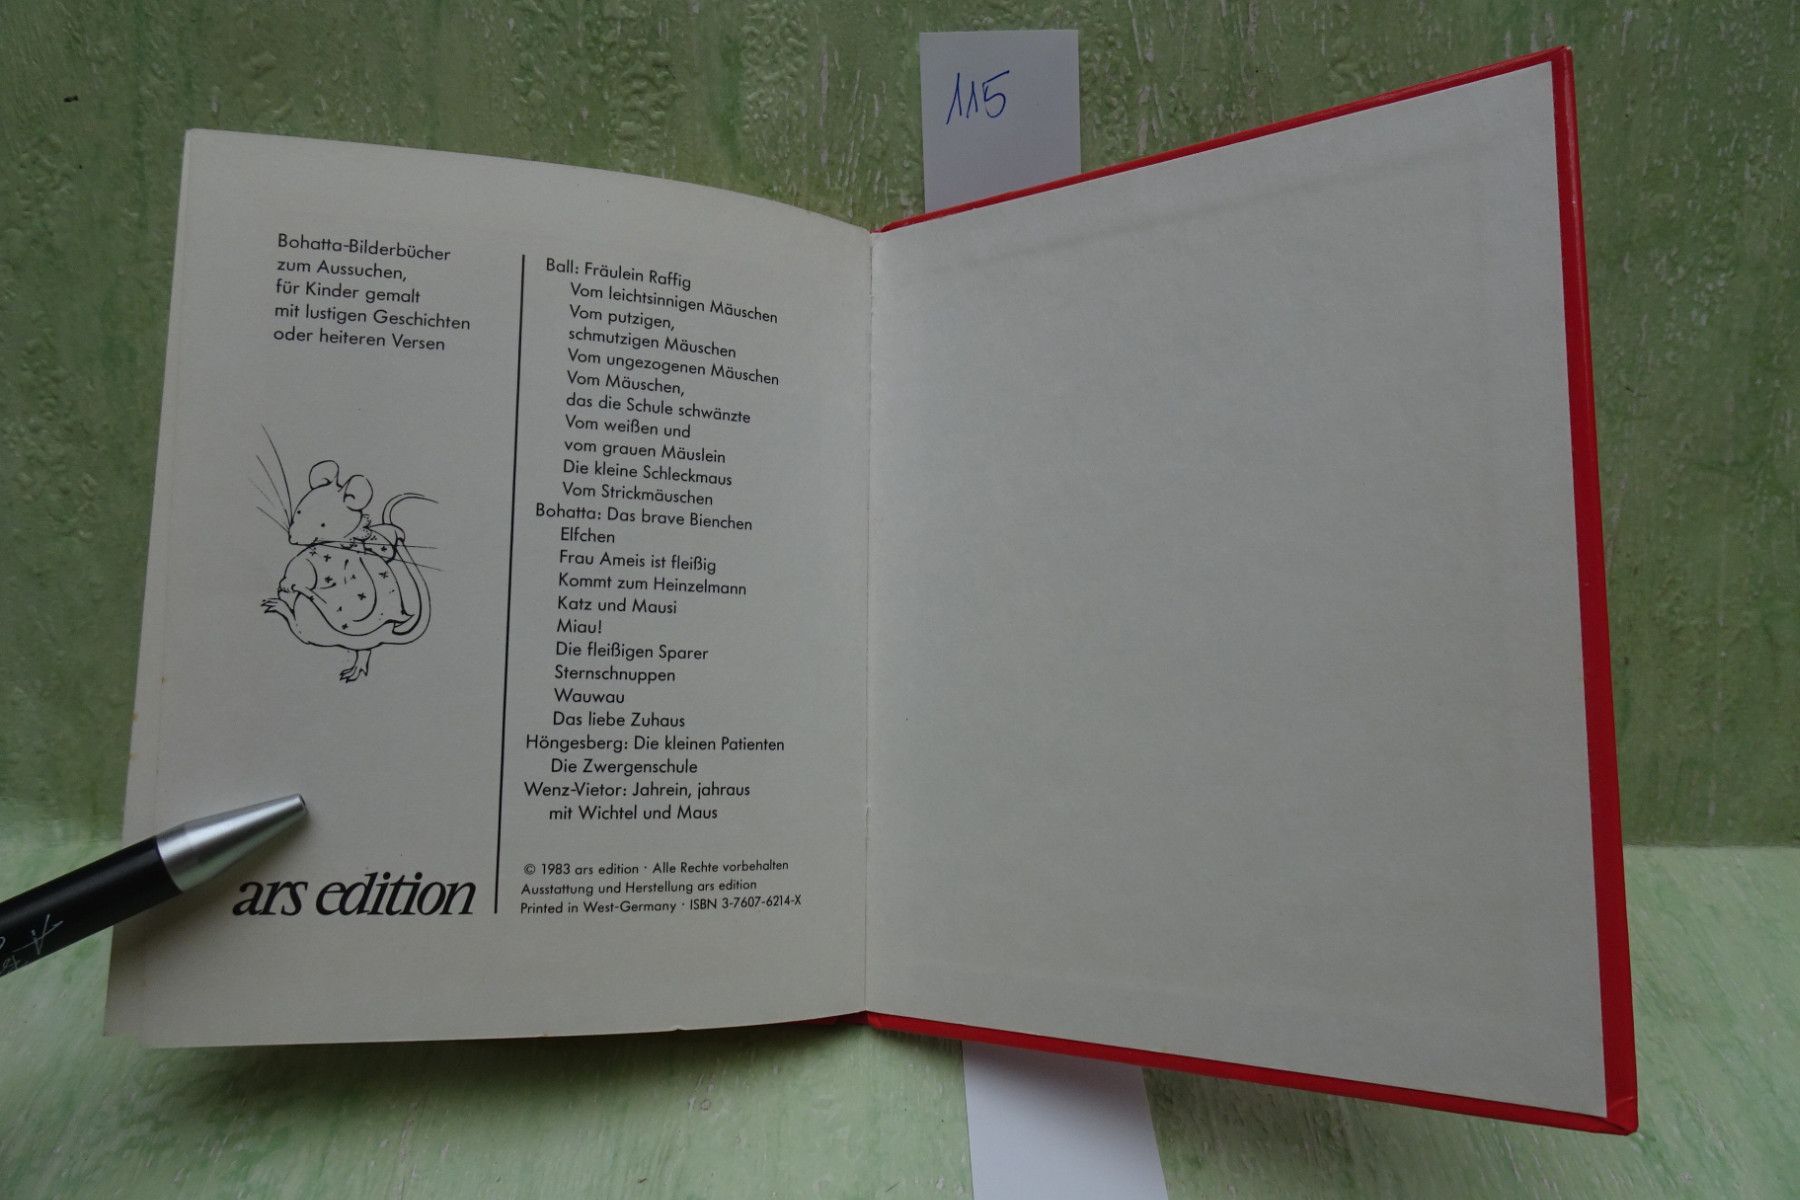 115
Bohatta-Bilderbücher
zum Aussuchen,
für Kinder gemalt
mit lustigen Geschichten
oder heiteren Versen
ars edition
Ball: Fräulein Raffig
Vom leichtsinnigen Mäuschen
Vom putzigen,
schmutzigen Mäuschen
Vom ungezogenen Mäuschen
Vom Mäuschen,
das die Schule schwänzte
Vom weißen und
vom grauen Mäuslein
Die kleine Schleckmaus
Vom Strickmäuschen
Bohatta: Das brave Bienchen
Elfchen
Frau Ameis ist fleißig
Kommt zum Heinzelmann
Katz und Mausi
Miau!
Die fleißigen Sparer
Sternschnuppen
Wauwau
Das liebe Zuhaus
Höngesberg: Die kleinen Patienten
Die Zwergenschule
Wenz-Vietor: Jahrein, jahraus
mit Wichtel und Maus
© 1983 ars edition · Alle Rechte vorbehalten
Ausstattung und Herstellung ars edition
Printed in West-Germany · ISBN 3-7607-6214-X